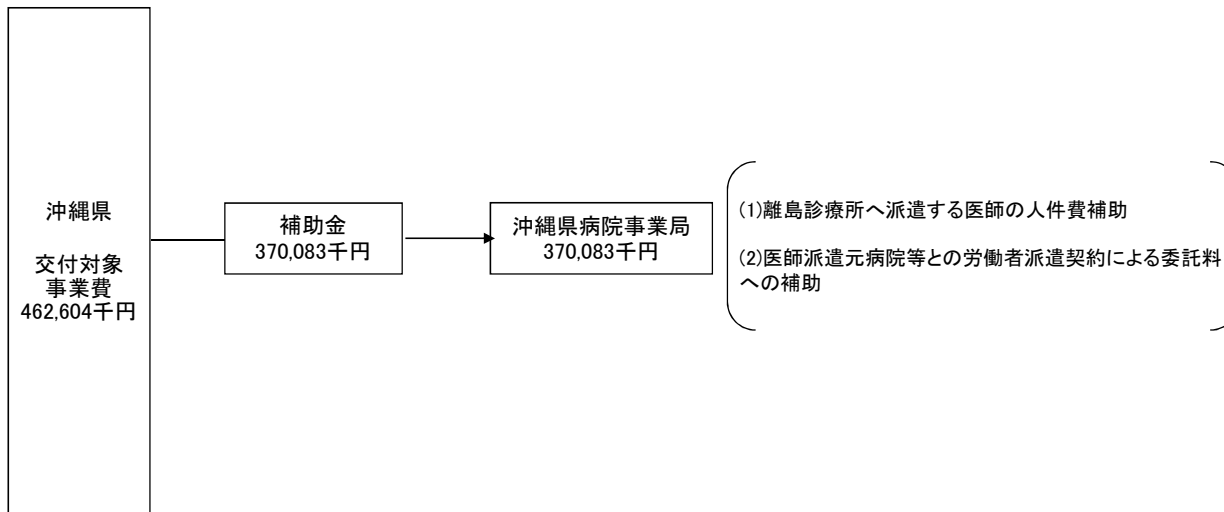 沖縄県
交付対象
事業費
462,604千円
補助金
370,083千円
沖縄県病院事業局
370,083千円
(1)離島診療所へ派遣する医師の人件費補助
(2)医師派遣元病院等との労働者派遣契約による委託料
への補助